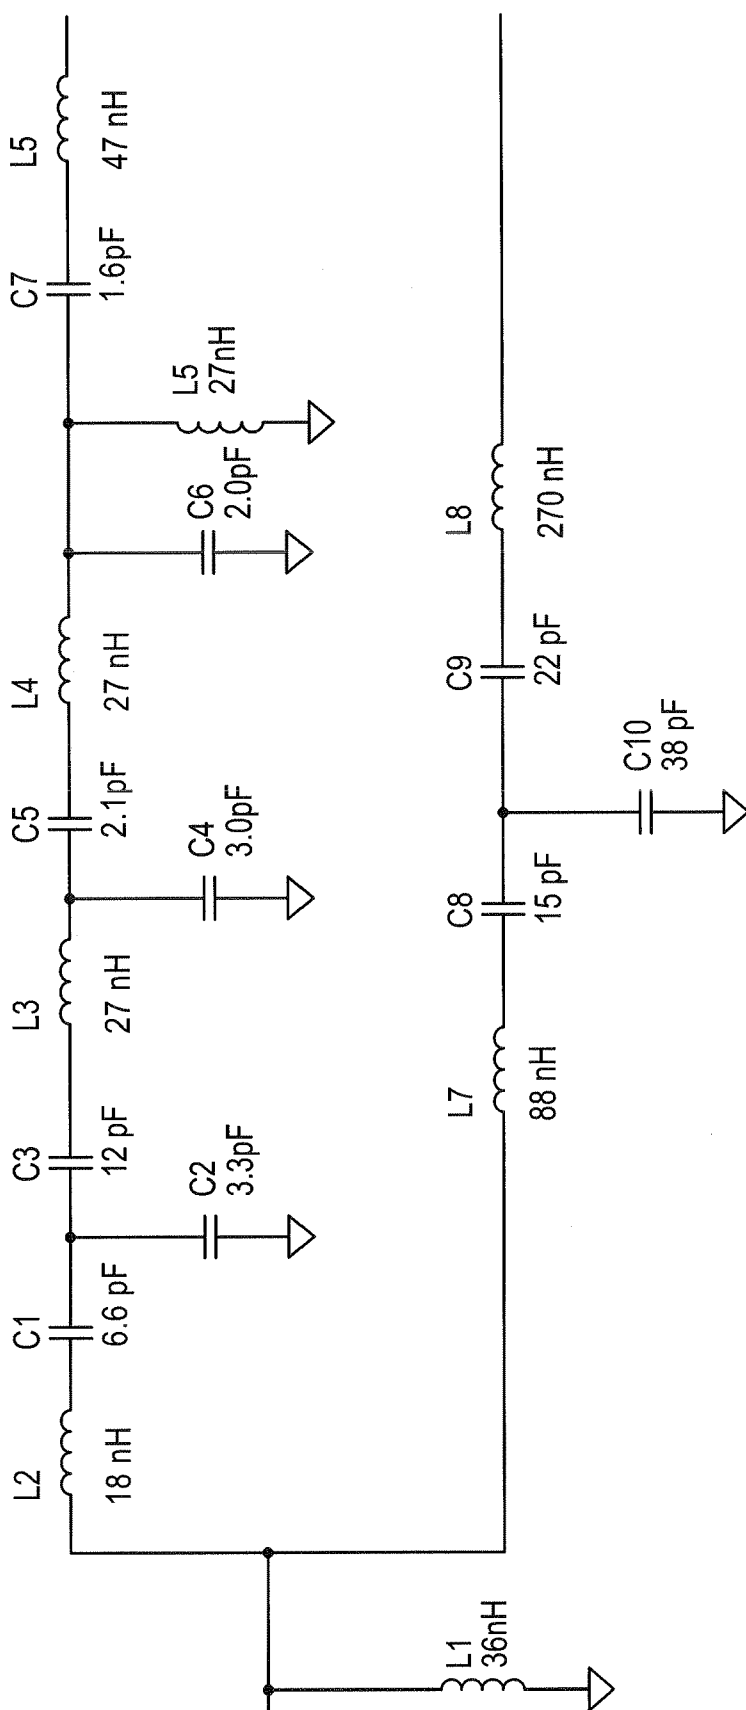 L1
36nH
L2
18 nH
C1
6.6 pF
C2
3.3pF
C3
12 pF
L3
27 nH
C4
3.0pF
C5
2.1pF
L4
27 nH
C6
2.0pF
L5
27nH
C7
1.6pF
L5
47 nH
L7
88 nH
C8
15 pF
C10
38 pF
C9
22 pF
L8
270 nH